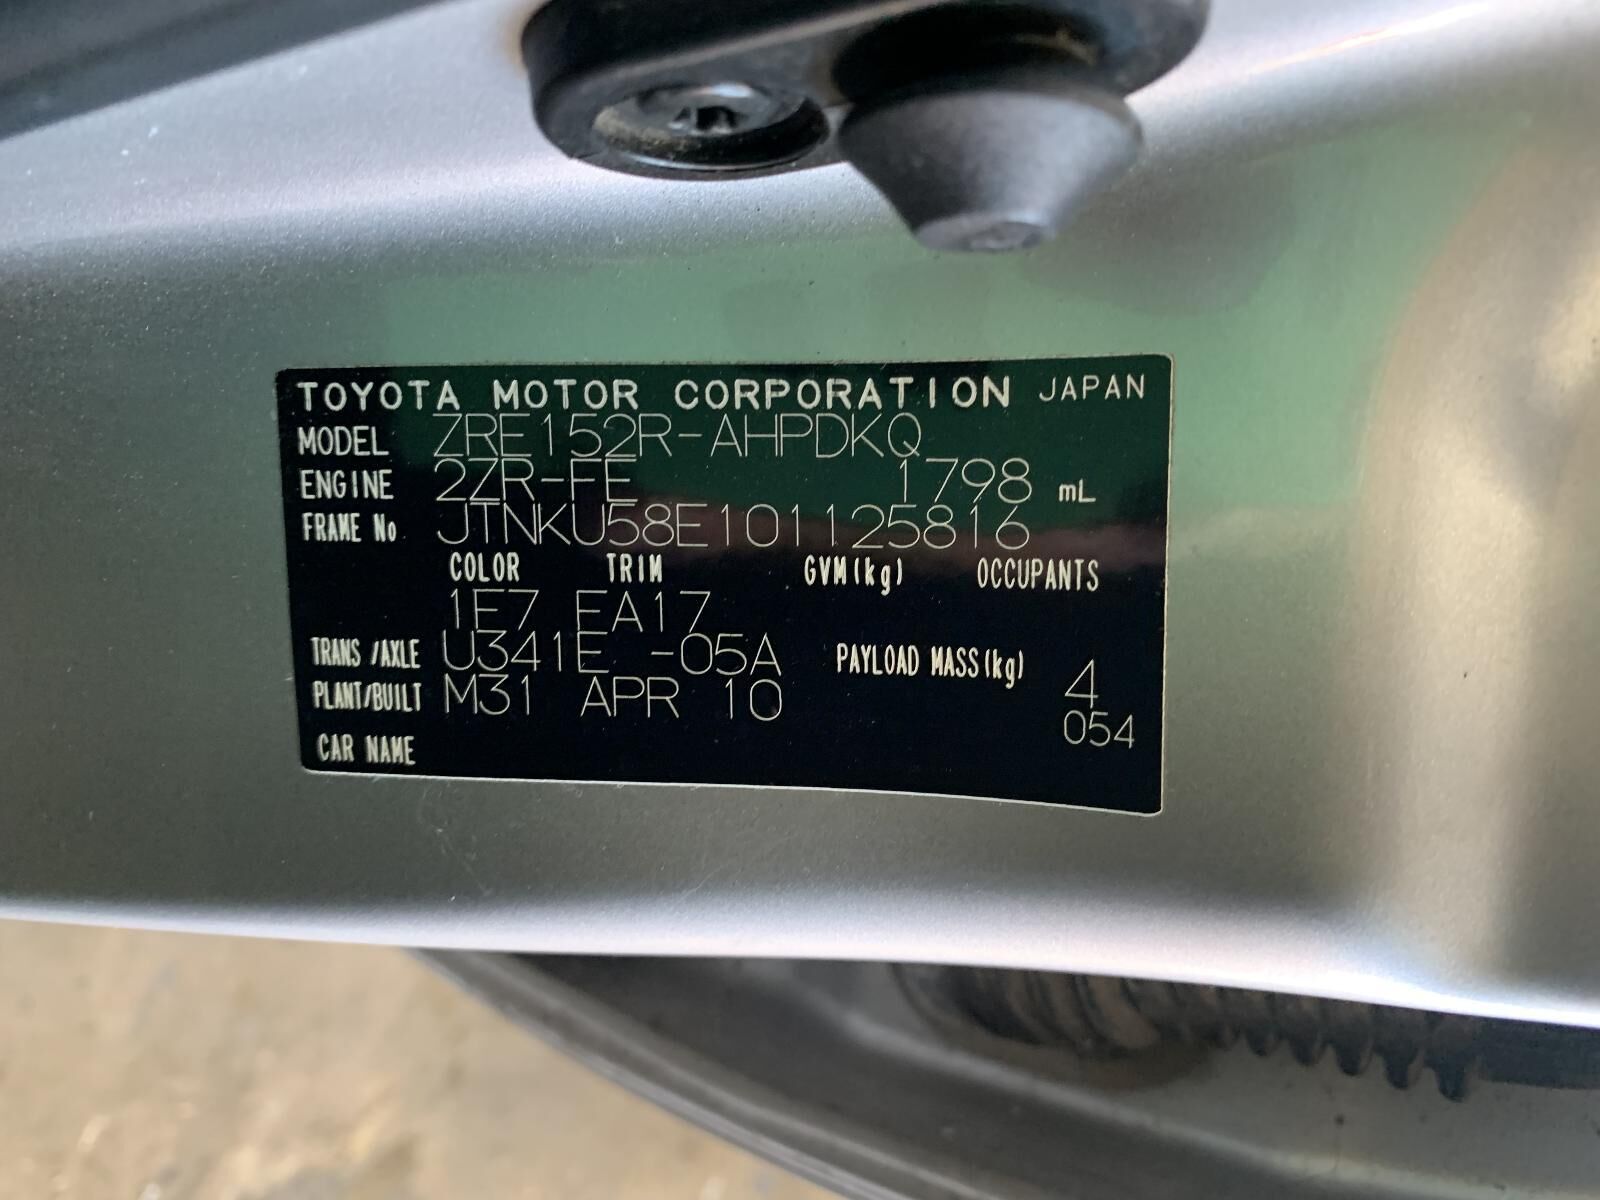 TOYOTA MOTOR CORPORATION JAPAN
MODEL ZRE152R-AHPDKQ
ENGINE 2ZR-FE 1798 mL
FRAME No JTNKU58E101125816
COLOR TRIM GVM(kg) OCCUPANTS
1E7 EA17
TRANS/AXLE U341E -05A PAYLOAD MASS(kg) 4
PLANT/BUILT M31 APR 10 054
CAR NAME